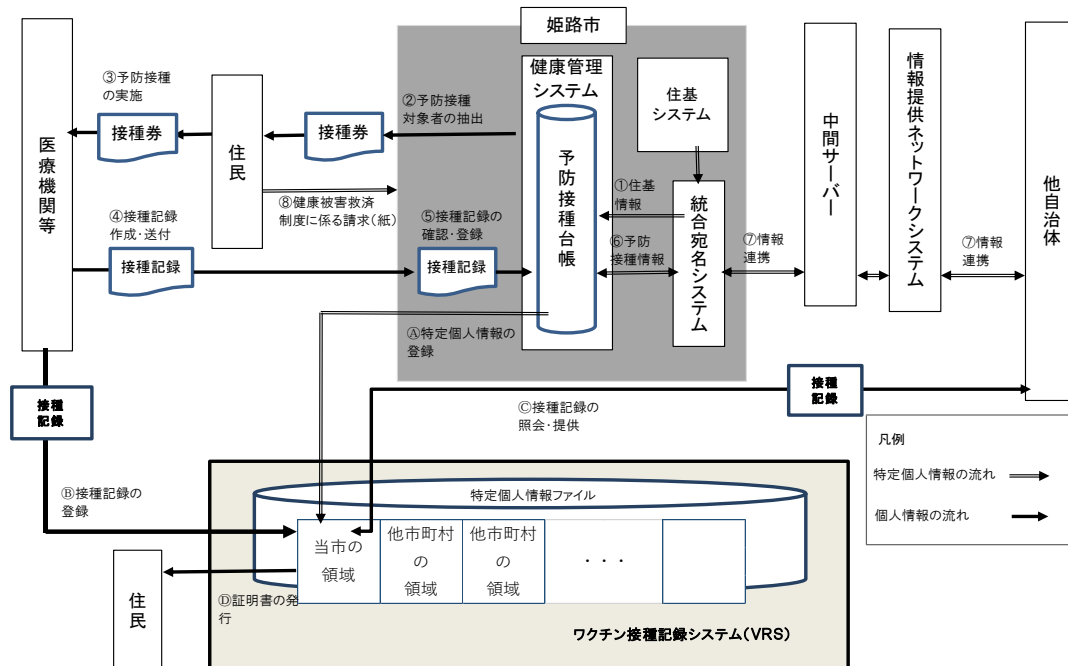 姫路市
③予防接種
の実施
接種券
医療機関等
住民
接種券
②予防接種
対象者の抽出
健康管理
システム
予防接種台帳
住基
システム
①住基
情報
統合宛名システム
中間サーバー
情報提供ネットワークシステム
他自治体
⑧健康被害救済
制度に係る請求(紙)
④接種記録
作成・送付
接種記録
⑤接種記録の
確認・登録
接種記録
⑥予防
接種情報
⑦情報
連携
⑦情報
連携
Ⓐ特定個人情報の
登録
接種
記録
接種
記録
Ⓒ接種記録の
照会・提供
凡例
特定個人情報の流れ
個人情報の流れ
Ⓑ接種記録の
登録
特定個人情報ファイル
当市の
領域
他市町村
の
領域
他市町村
の
領域
・・・
住民
Ⓓ証明書の発
行
ワクチン接種記録システム(VRS)